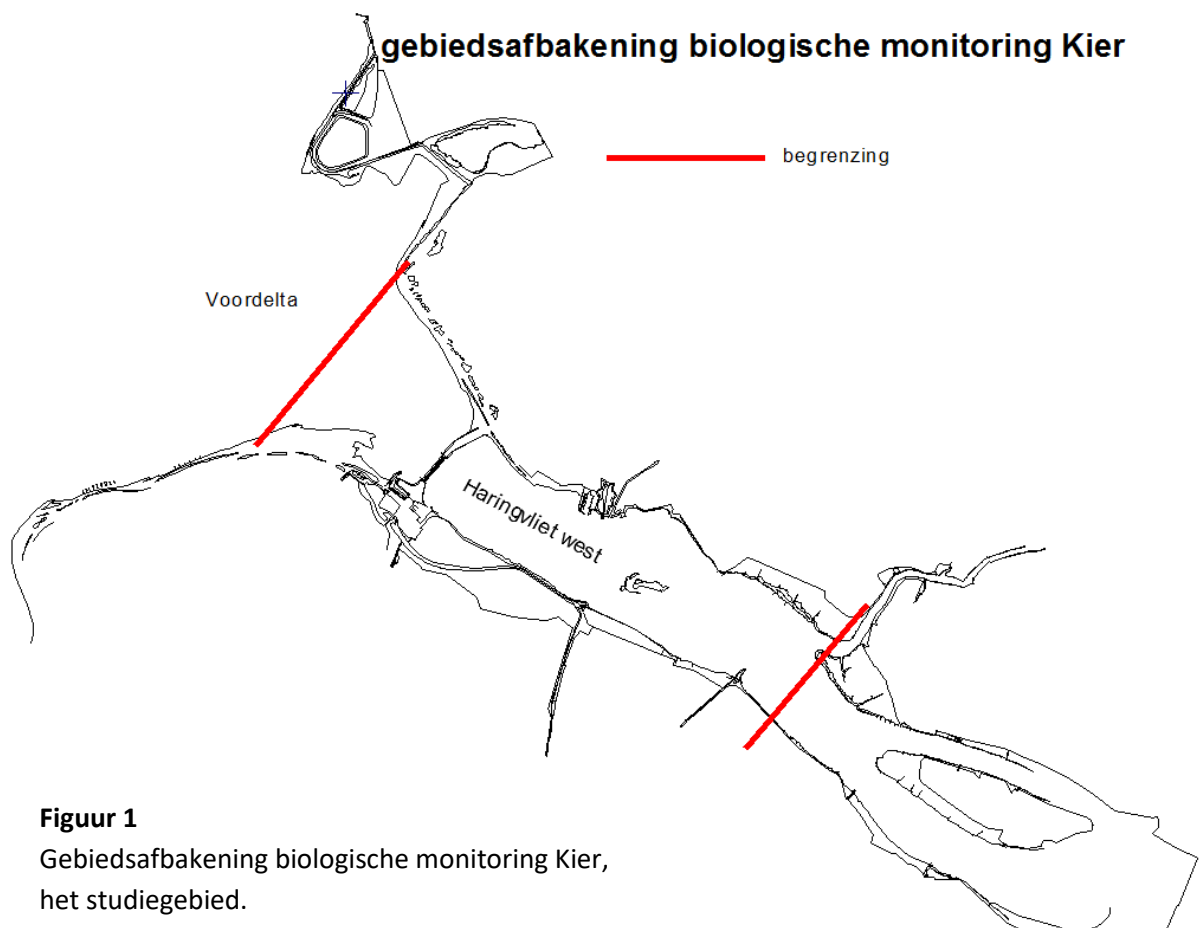 gebiedsafbakening biologische monitoring Kier
begrenzing
Voordelta
Haringvliet west
Figuur 1
Gebiedsafbakening biologische monitoring Kier,
het studiegebied.